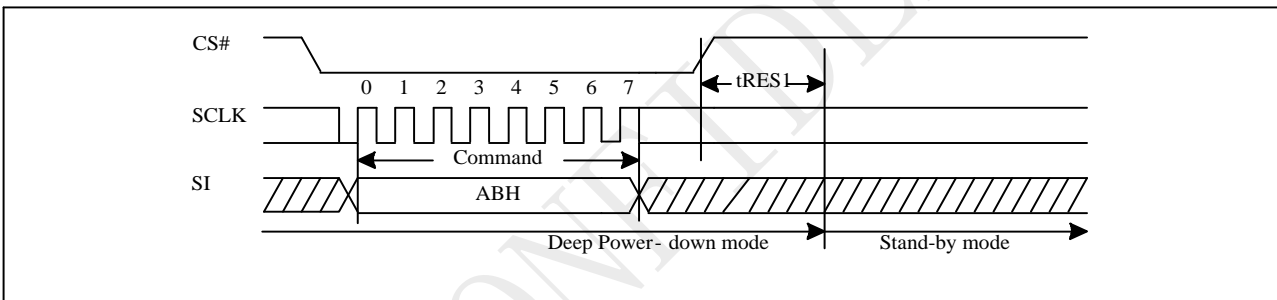 CS#
tRES1
0 1 2 3 4 5 6 7
SCLK
Command
SI
ABH
Deep Power- down mode Stand-by mode